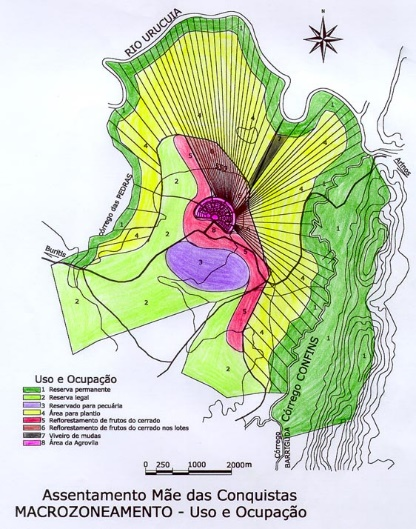 N
RIO URUCUIA
Arinos
Córrego das PEDRAS
Buritis
Córrego CONFINS
Córrego
BARRIGUDA
Uso e Ocupação
1 Reserva permanente
2 Reserva legal
3 Reservado para pecuária
4 Área para plantio
5 Reflorestamento de frutos do cerrado
6 Reflorestamento de frutos do cerrado nos lotes
7 Viveiro de mudas
8 Área da Agrovila
0 250 500 1000 2000m
Assentamento Mãe das Conquistas
MACROZONEAMENTO - Uso e Ocupação